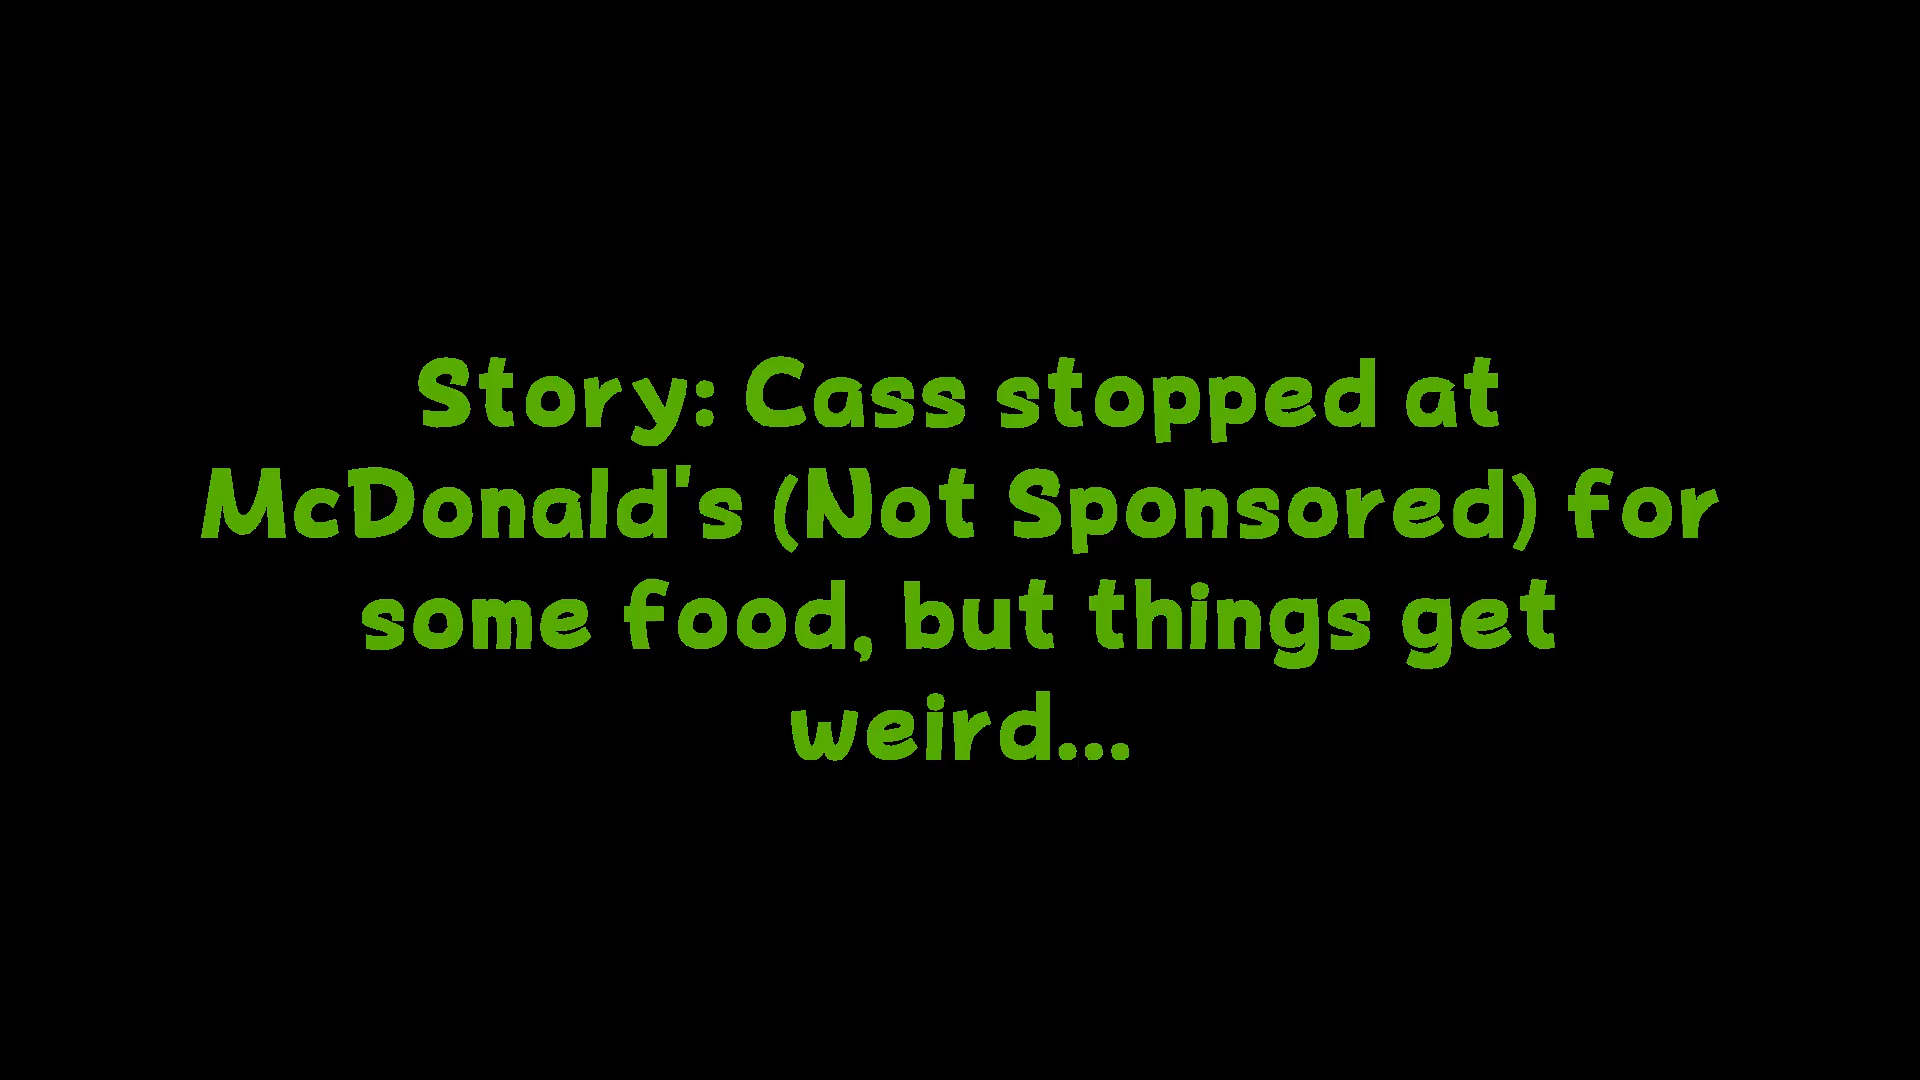 Story: Cass stopped at
McDonald's (Not Sponsored) for
some food, but things get
weird...